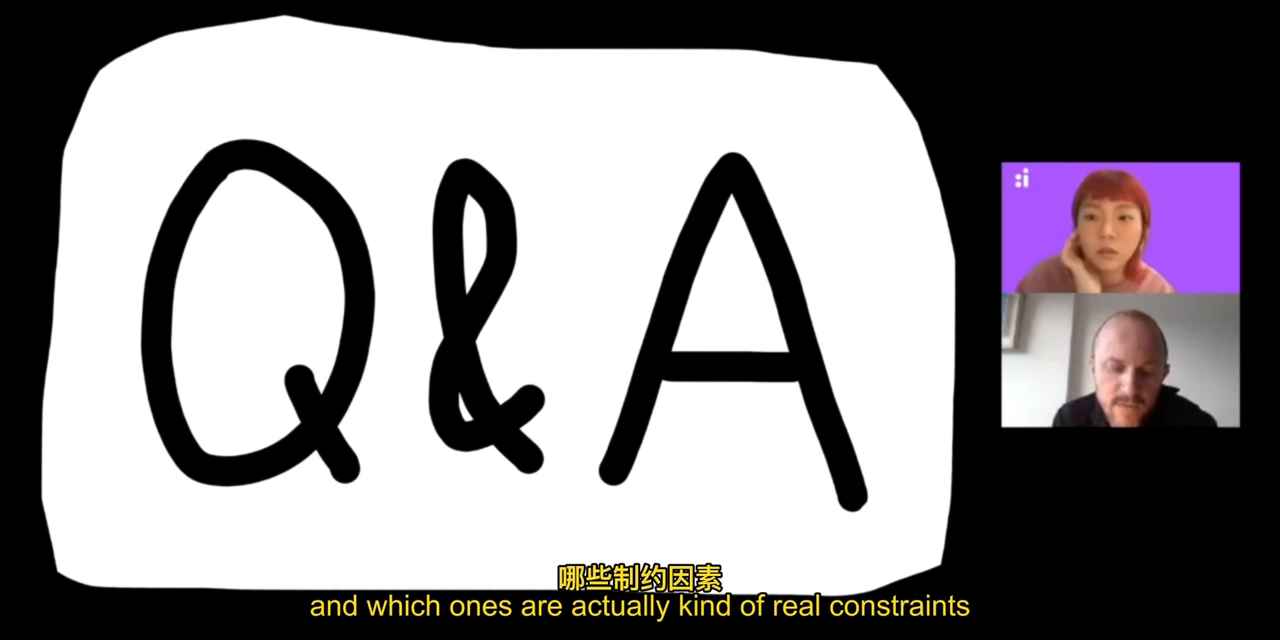 Q&A
:i
哪些制约因素
and which ones are actually kind of real constraints